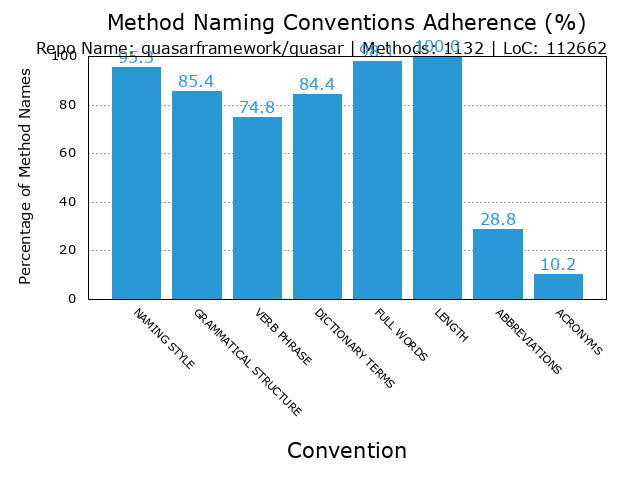 Method Naming Conventions Adherence (%)
Repo Name: quasarframework/quasar | Methods: 1132 | LoC: 112662
Percentage of Method Names
100
80
60
40
20
0
95.3
85.4
74.8
84.4
98.1
100.0
28.8
10.2
NAMING STYLE
GRAMMATICAL STRUCTURE
VERB PHRASE
DICTIONARY TERMS
FULL WORDS
LENGTH
ABBREVIATIONS
ACRONYMS
Convention